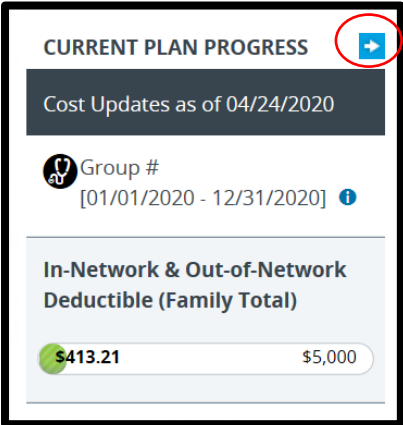 CURRENT PLAN PROGRESS
Cost Updates as of 04/24/2020
Group #
[01/01/2020 - 12/31/2020] i
In-Network & Out-of-Network
Deductible (Family Total)
$413.21 $5,000